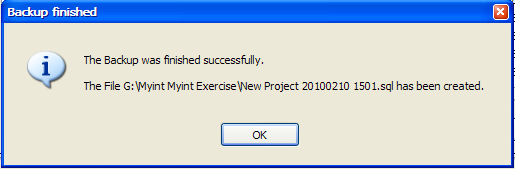 Backup finished
The Backup was finished successfully.
The File G:\Myint Myint Exercise\New Project 20100210 1501.sql has been created.
OK